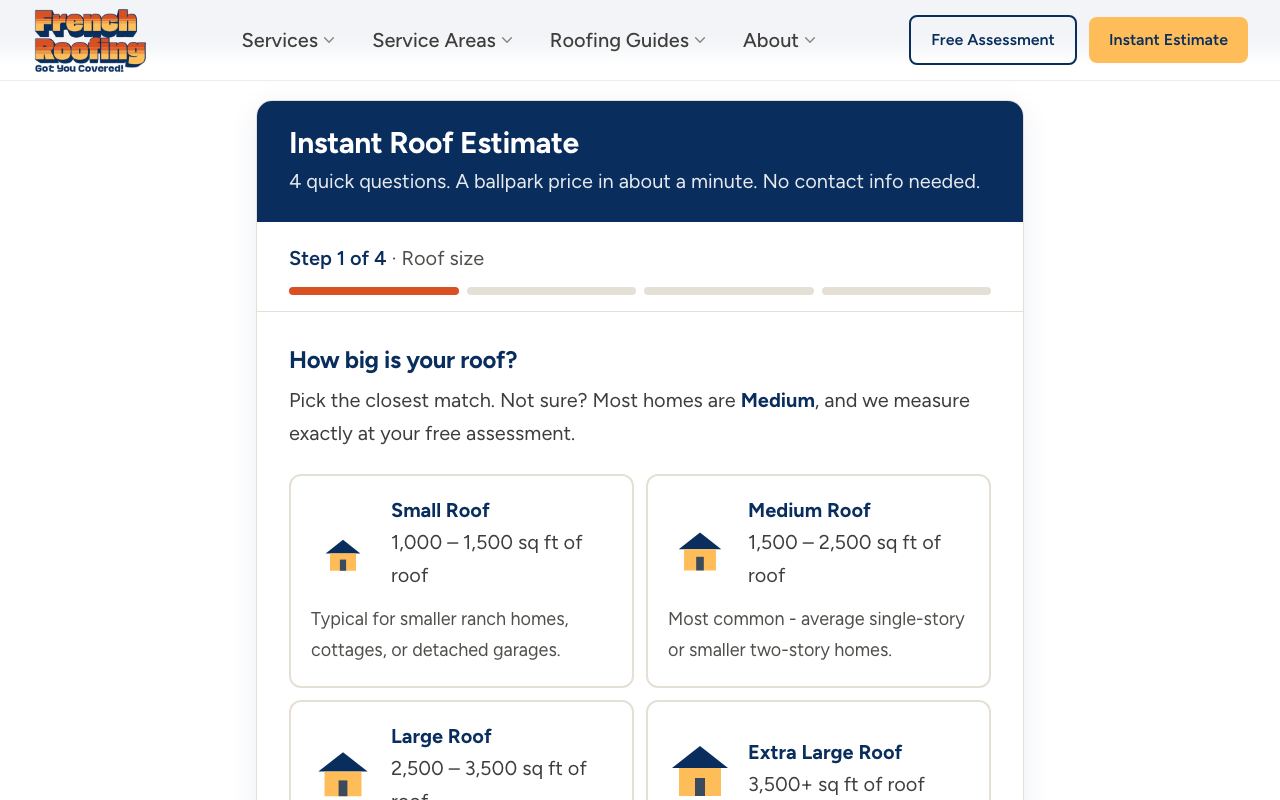 French
Roofing
Got You Covered!
Services
Service Areas
Roofing Guides
About
Free Assessment
Instant Estimate
Instant Roof Estimate
4 quick questions. A ballpark price in about a minute. No contact info needed.
Step 1 of 4 · Roof size
How big is your roof?
Pick the closest match. Not sure? Most homes are Medium, and we measure
exactly at your free assessment.
Small Roof
1,000 – 1,500 sq ft of
roof
Typical for smaller ranch homes,
cottages, or detached garages.
Medium Roof
1,500 – 2,500 sq ft of
roof
Most common - average single-story
or smaller two-story homes.
Large Roof
2,500 – 3,500 sq ft of
roof
Extra Large Roof
3,500+ sq ft of roof